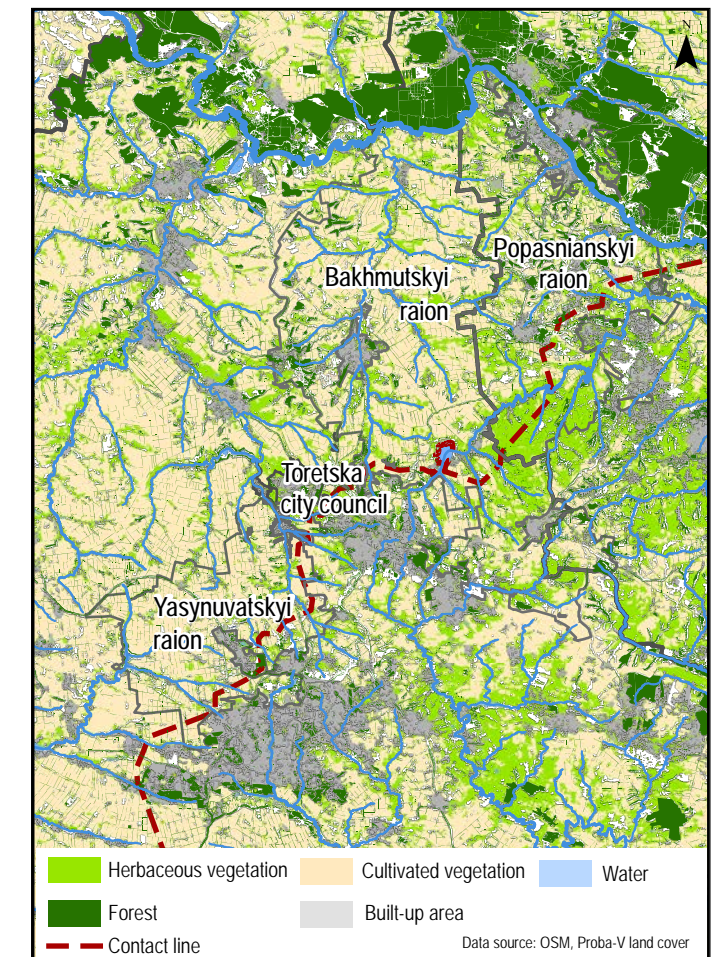 N
Popasnianskyi
raion
Bakhmutskyi
raion
Toretska
city council
Yasynuvatskyi
raion
Herbaceous vegetation
Cultivated vegetation
Water
Forest
Built-up area
Contact line
Data source: OSM, Proba-V land cover